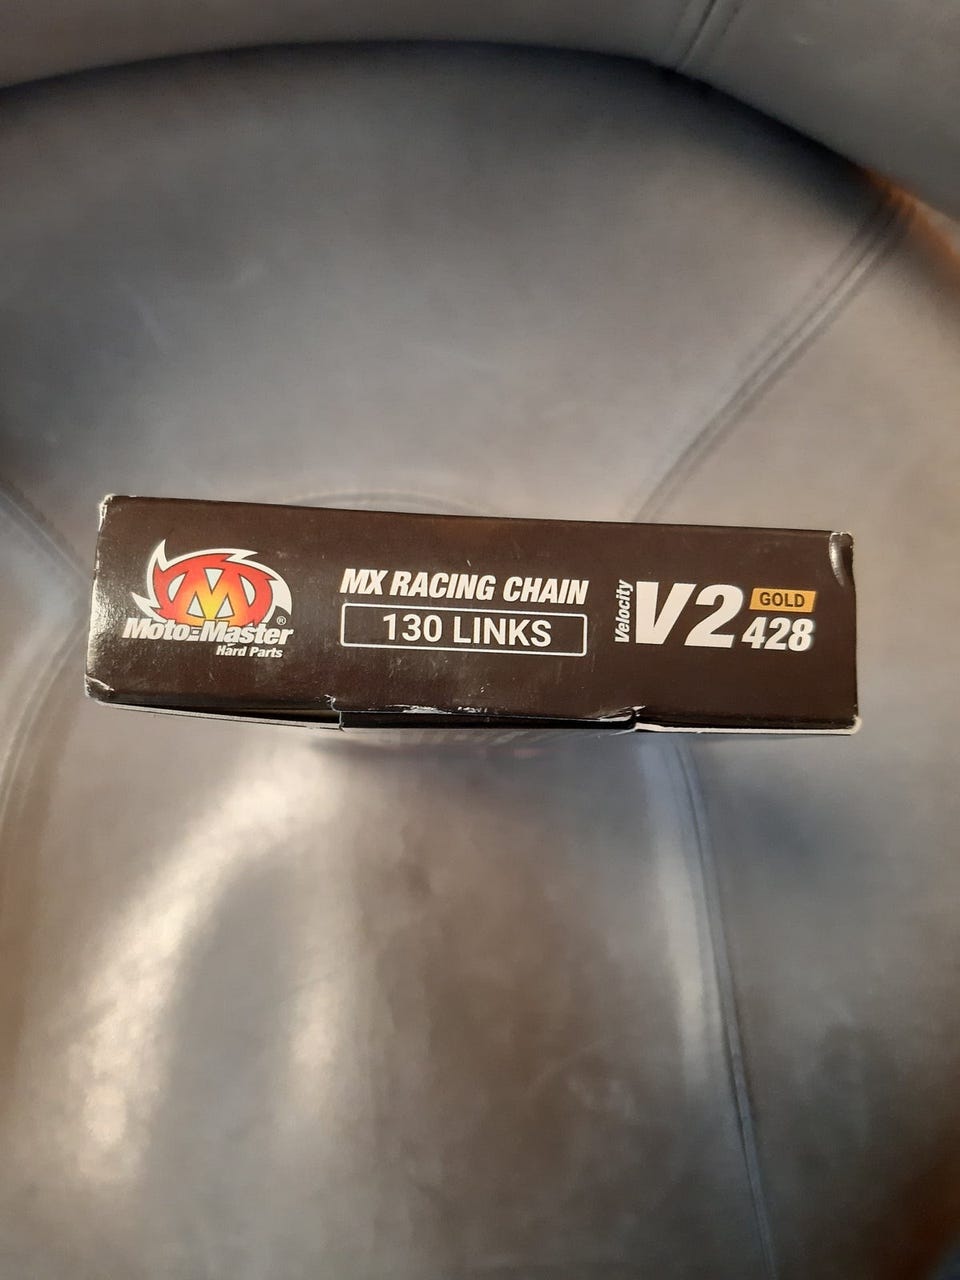 Moto-Master®
Hard Parts
MX RACING CHAIN
130 LINKS
Velocity
V2
GOLD
428